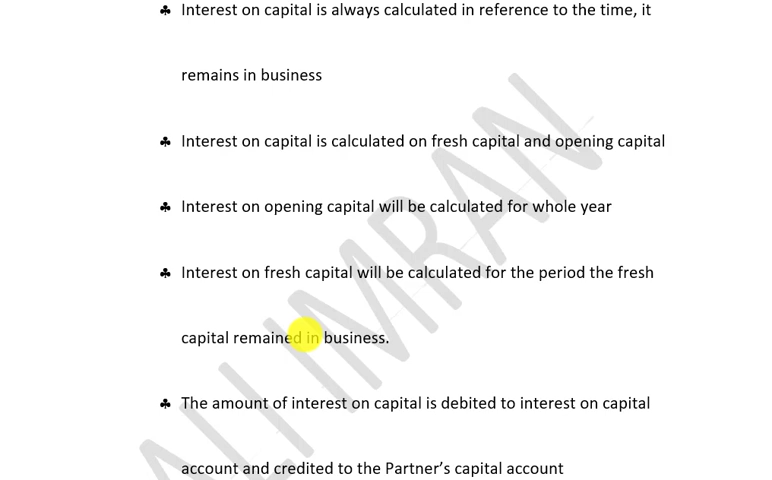 ♣ Interest on capital is always calculated in reference to the time, it
remains in business
♣ Interest on capital is calculated on fresh capital and opening capital
♣ Interest on opening capital will be calculated for whole year
♣ Interest on fresh capital will be calculated for the period the fresh
capital remained in business.
♣ The amount of interest on capital is debited to interest on capital
account and credited to the Partner’s capital account
ALI IMRAN